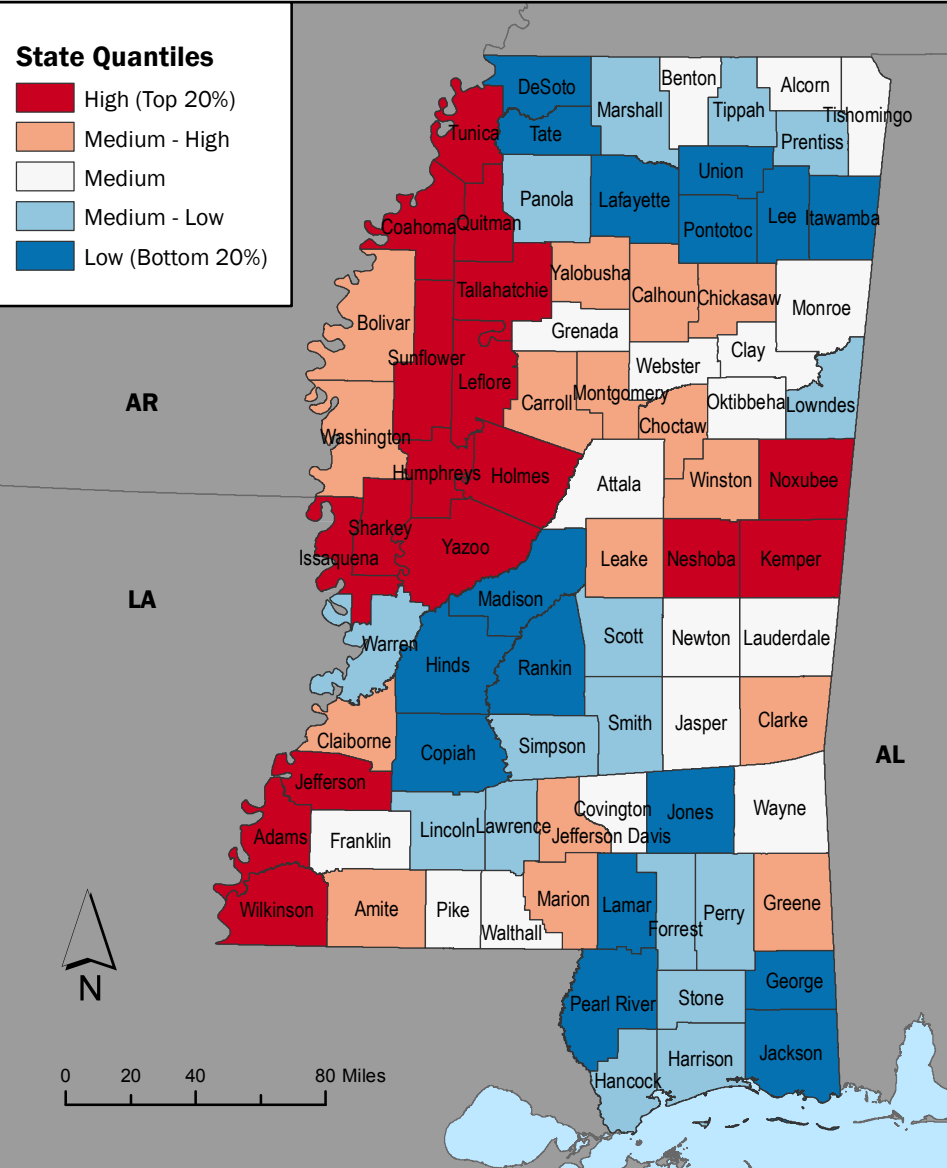 State Quantiles
High (Top 20%)
Medium - High
Medium
Medium - Low
Low (Bottom 20%)
DeSoto
Marshall
Benton
Tippah
Alcorn
Tishomingo
Tunica
Tate
Prentiss
Panola
Lafayette
Union
Coahoma
Quitman
Pontotoc
Lee
Itawamba
Tallahatchie
Yalobusha
Calhoun
Chickasaw
Monroe
Bolivar
Grenada
Sunflower
Webster
Clay
Leflore
AR
Carroll
Montgomery
Oktibbeha
Lowndes
Choctaw
Washington
Humphreys
Holmes
Attala
Winston
Noxubee
Sharkey
Issaquena
Yazoo
Leake
Neshoba
Kemper
LA
Madison
Warren
Hinds
Rankin
Scott
Newton
Lauderdale
Claiborne
Copiah
Simpson
Smith
Jasper
Clarke
AL
Jefferson
Adams
Franklin
Lincoln
Lawrence
Covington
Jefferson Davis
Jones
Wayne
Wilkinson
Amite
Pike
Walthall
Marion
Lamar
Forrest
Perry
Greene
N
Pearl River
Stone
George
Hancock
Harrison
Jackson
0 20 40 80 Miles